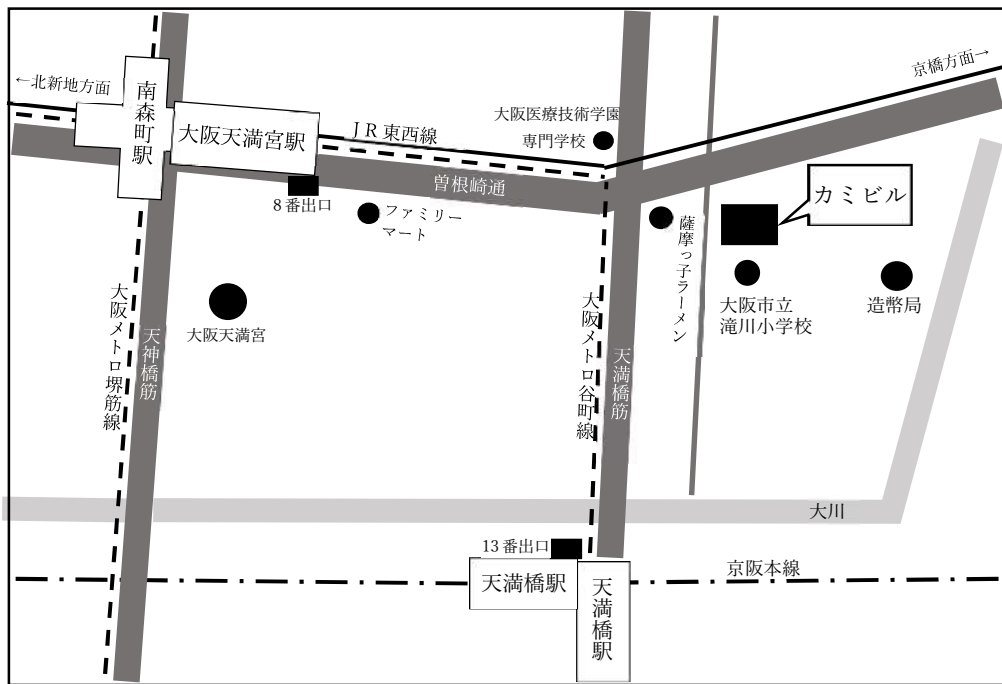 ←北新地方面
南森町駅
大阪天満宮駅
JR東西線
大阪医療技術学園
専門学校
京橋方面→
曽根崎通
8番出口
ファミリー
マート
薩摩っ子ラーメン
カミビル
大阪市立
滝川小学校
造幣局
大阪天満宮
大阪メトロ堺筋線
天神橋筋
大阪メトロ谷町線
天満橋筋
大川
13番出口
天満橋駅
天満橋駅
京阪本線